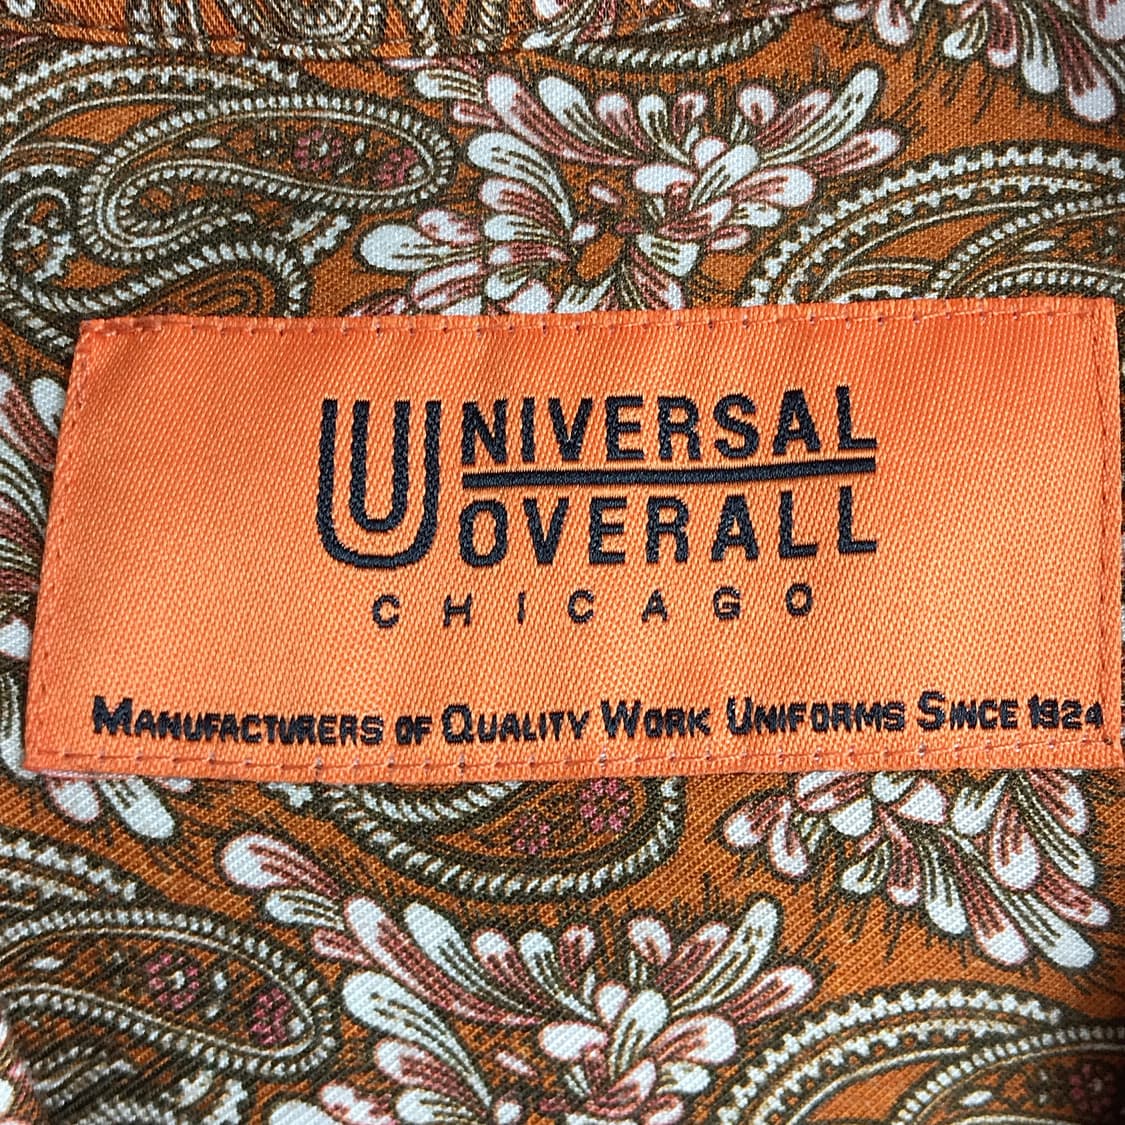 UNIVERSAL
OVERALL
CHICAGO
MANUFACTURERS OF QUALITY WORK UNIFORMS SINCE 1924